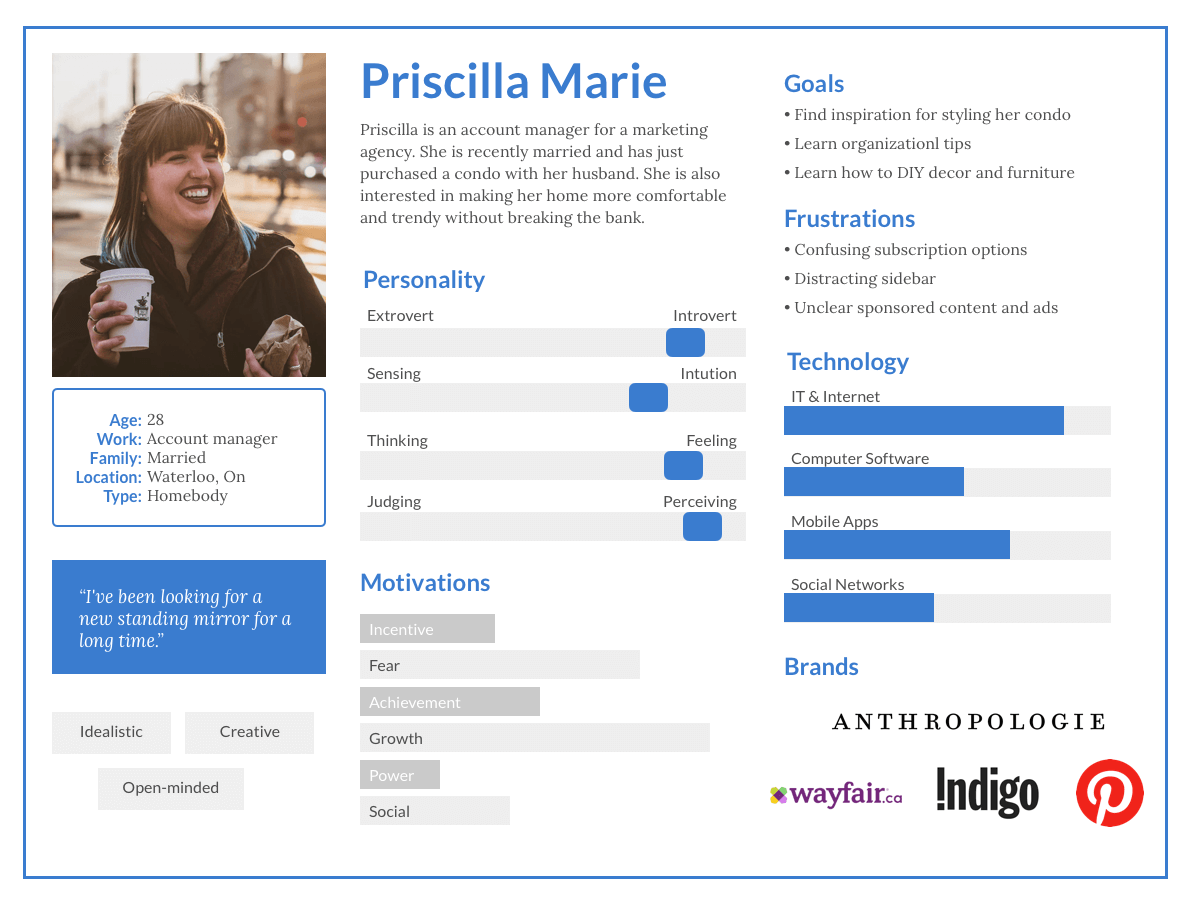 Priscilla Marie
Priscilla is an account manager for a marketing
agency. She is recently married and has just
purchased a condo with her husband. She is also
interested in making her home more comfortable
and trendy without breaking the bank.
Age: 28
Work: Account manager
Family: Married
Location: Waterloo, On
Type: Homebody
“I've been looking for a
new standing mirror for a
long time.”
Idealistic
Creative
Open-minded
Personality
Extrovert
Introvert
Sensing
Intution
Thinking
Feeling
Judging
Perceiving
Motivations
Incentive
Fear
Achievement
Growth
Power
Social
Goals
• Find inspiration for styling her condo
• Learn organizationl tips
• Learn how to DIY decor and furniture
Frustrations
• Confusing subscription options
• Distracting sidebar
• Unclear sponsored content and ads
Technology
IT & Internet
Computer Software
Mobile Apps
Social Networks
Brands
ANTHROPOLOGIE
wayfair.ca
!ndigo